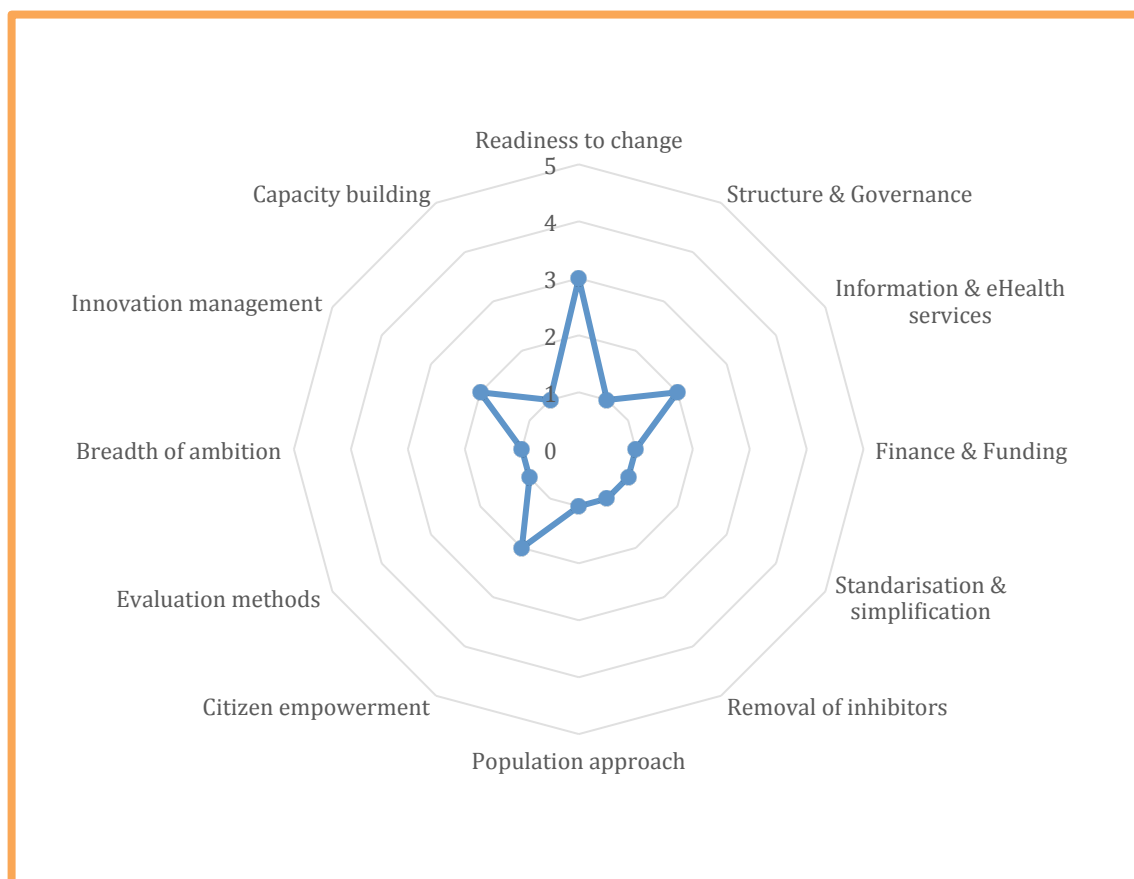 Readiness to change
5
Capacity building
Structure & Governance
4
Innovation management
Information & eHealth
services
3
2
1
Breadth of ambition
0
Finance & Funding
Evaluation methods
Standarisation &
simplification
Citizen empowerment
Removal of inhibitors
Population approach